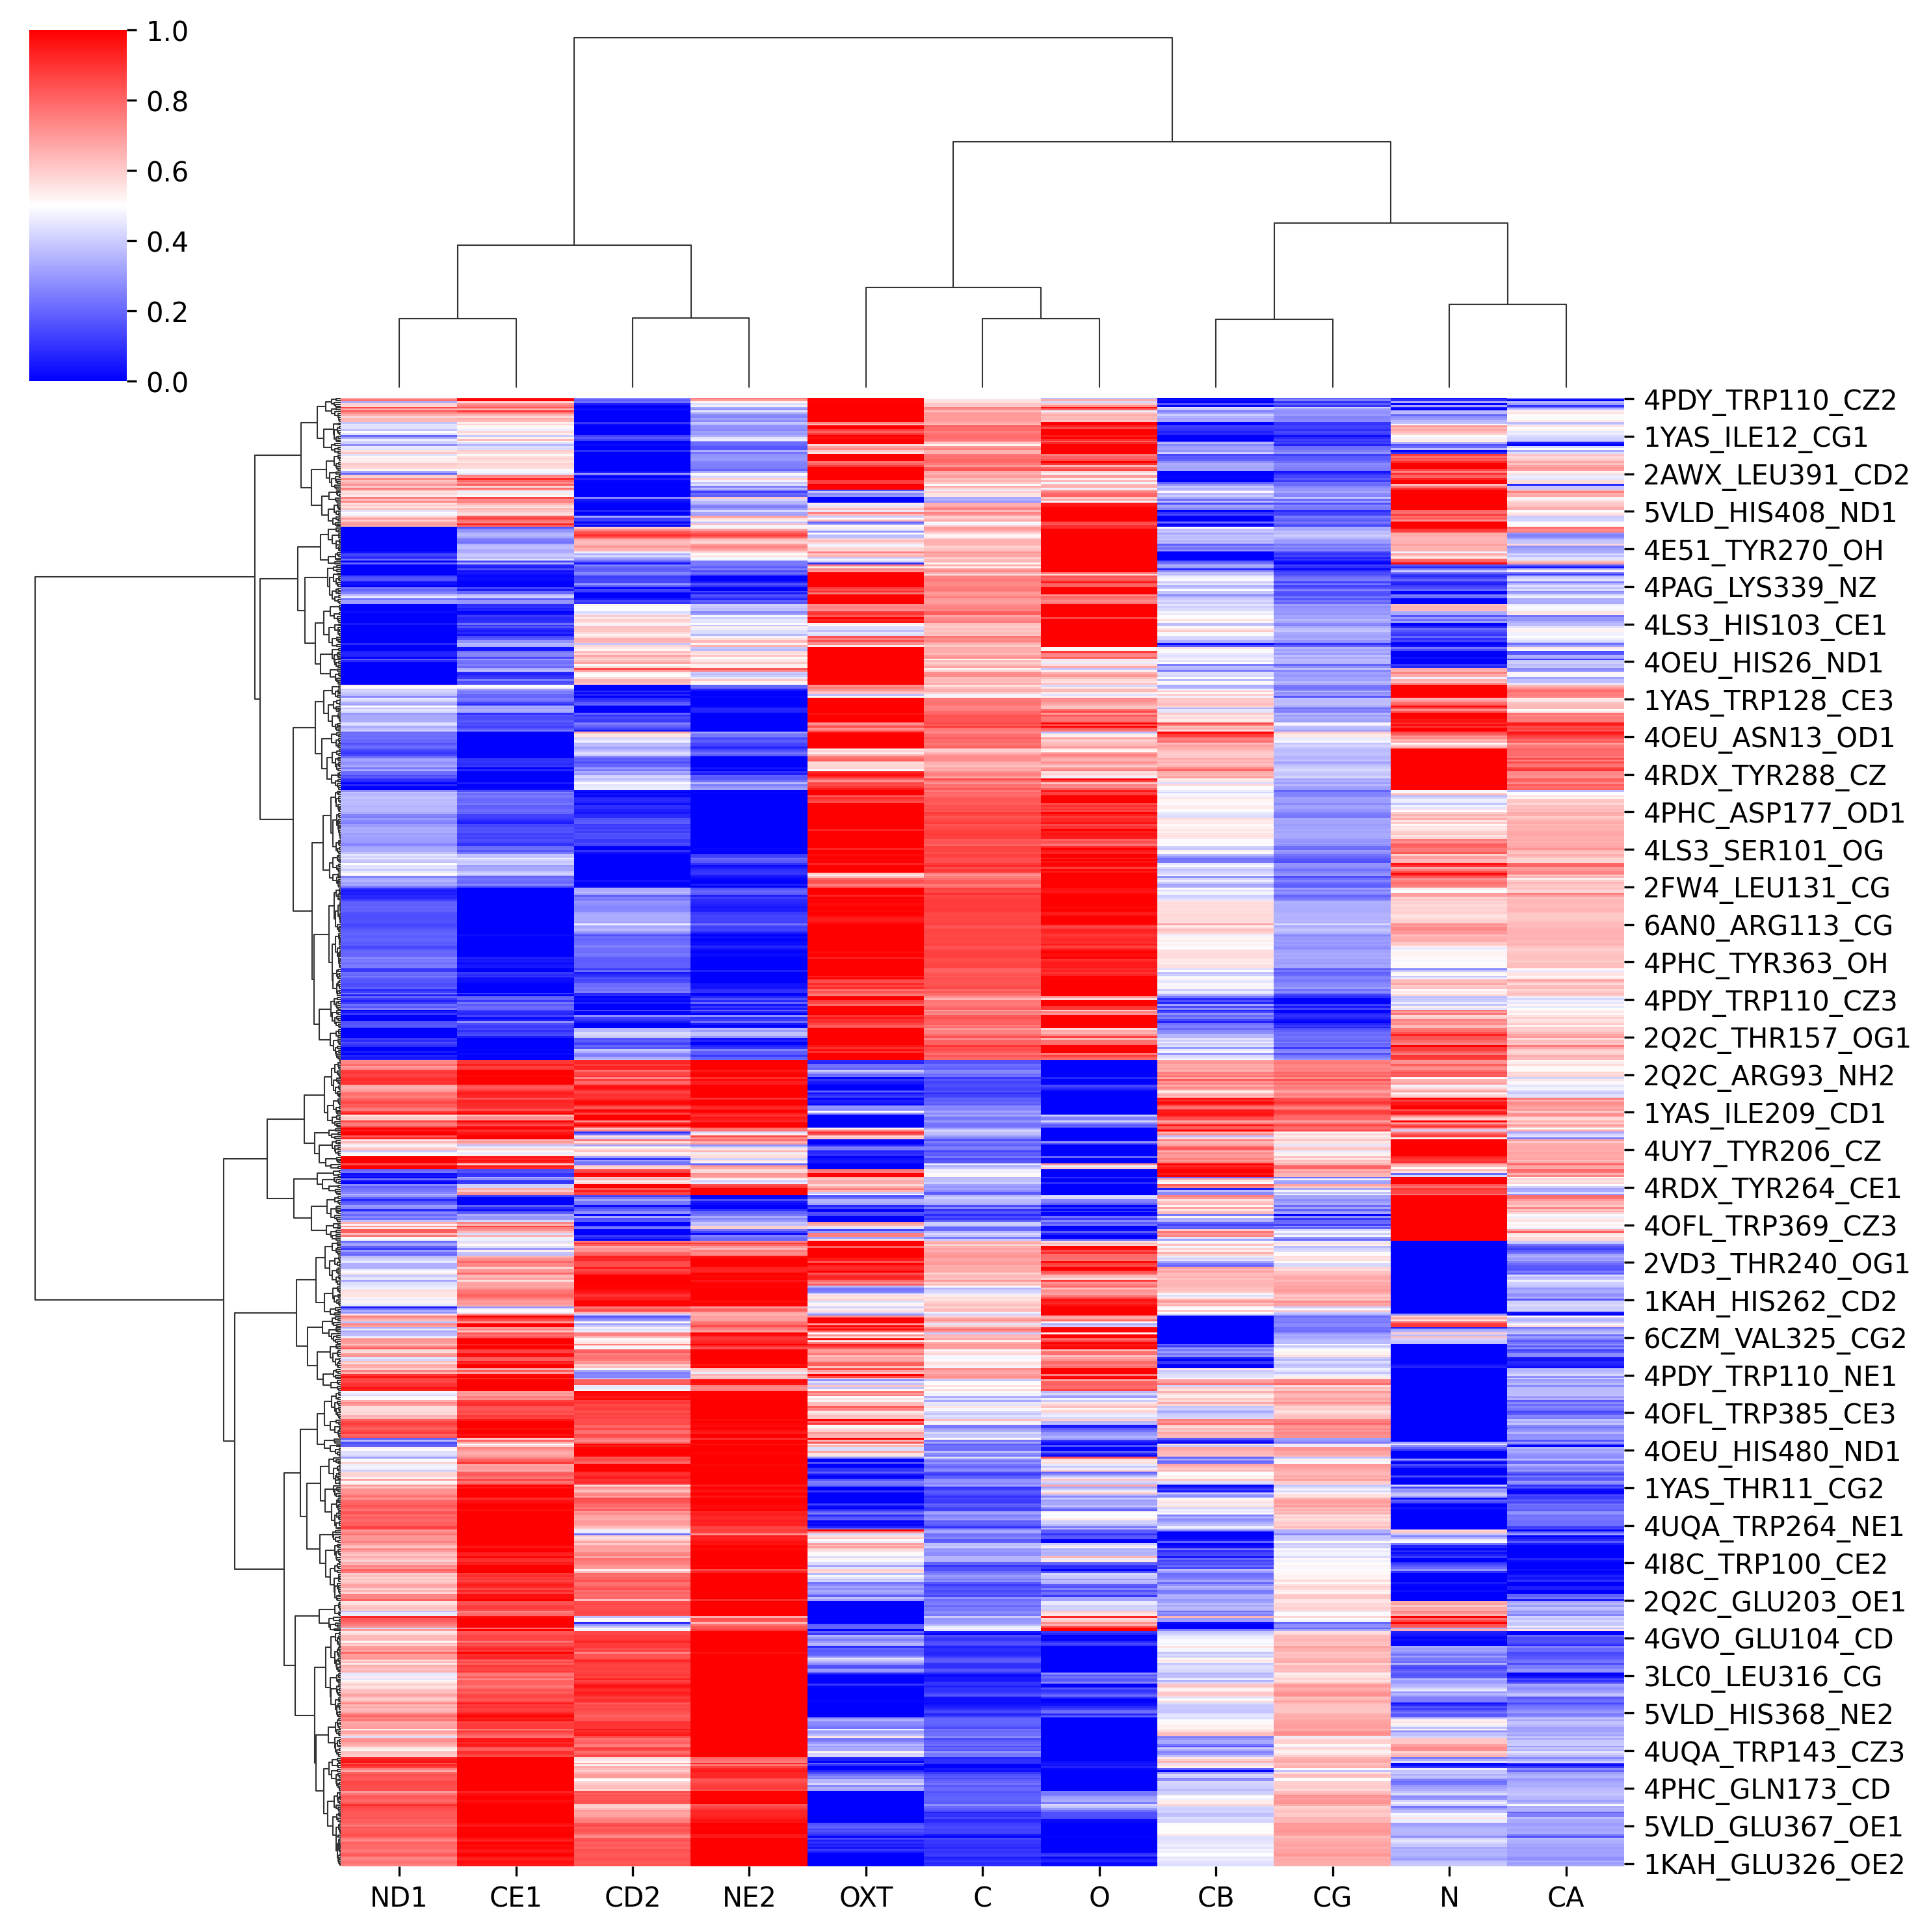 1.0
0.8
0.6
0.4
0.2
0.0
4PDY_TRP110_CZ2
1YAS_ILE12_CG1
2AWX_LEU391_CD2
5VLD_HIS408_ND1
4E51_TYR270_OH
4PAG_LYS339_NZ
4LS3_HIS103_CE1
4OEU_HIS26_ND1
1YAS_TRP128_CE3
4OEU_ASN13_OD1
4RDX_TYR288_CZ
4PHC_ASP177_OD1
4LS3_SER101_OG
2FW4_LEU131_CG
6AN0_ARG113_CG
4PHC_TYR363_OH
4PDY_TRP110_CZ3
2Q2C_THR157_OG1
2Q2C_ARG93_NH2
1YAS_ILE209_CD1
4UY7_TYR206_CZ
4RDX_TYR264_CE1
4OFL_TRP369_CZ3
2VD3_THR240_OG1
1KAH_HIS262_CD2
6CZM_VAL325_CG2
4PDY_TRP110_NE1
4OFL_TRP385_CE3
4OEU_HIS480_ND1
1YAS_THR11_CG2
4UQA_TRP264_NE1
4I8C_TRP100_CE2
2Q2C_GLU203_OE1
4GVO_GLU104_CD
3LC0_LEU316_CG
5VLD_HIS368_NE2
4UQA_TRP143_CZ3
4PHC_GLN173_CD
5VLD_GLU367_OE1
1KAH_GLU326_OE2
ND1 CE1 CD2 NE2 OXT C O CB CG N CA